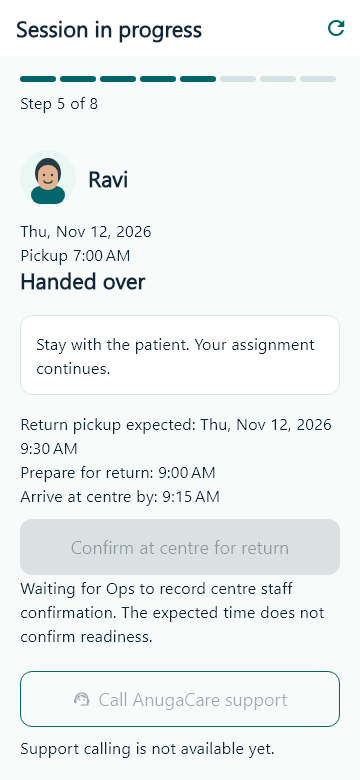 Session in progress
Step 5 of 8
Ravi
Thu, Nov 12, 2026
Pickup 7:00 AM
Handed over
Stay with the patient. Your assignment
continues.
Return pickup expected: Thu, Nov 12, 2026
9:30 AM
Prepare for return: 9:00 AM
Arrive at centre by: 9:15 AM
Confirm at centre for return
Waiting for Ops to record centre staff
confirmation. The expected time does not
confirm readiness.
Call AnugaCare support
Support calling is not available yet.